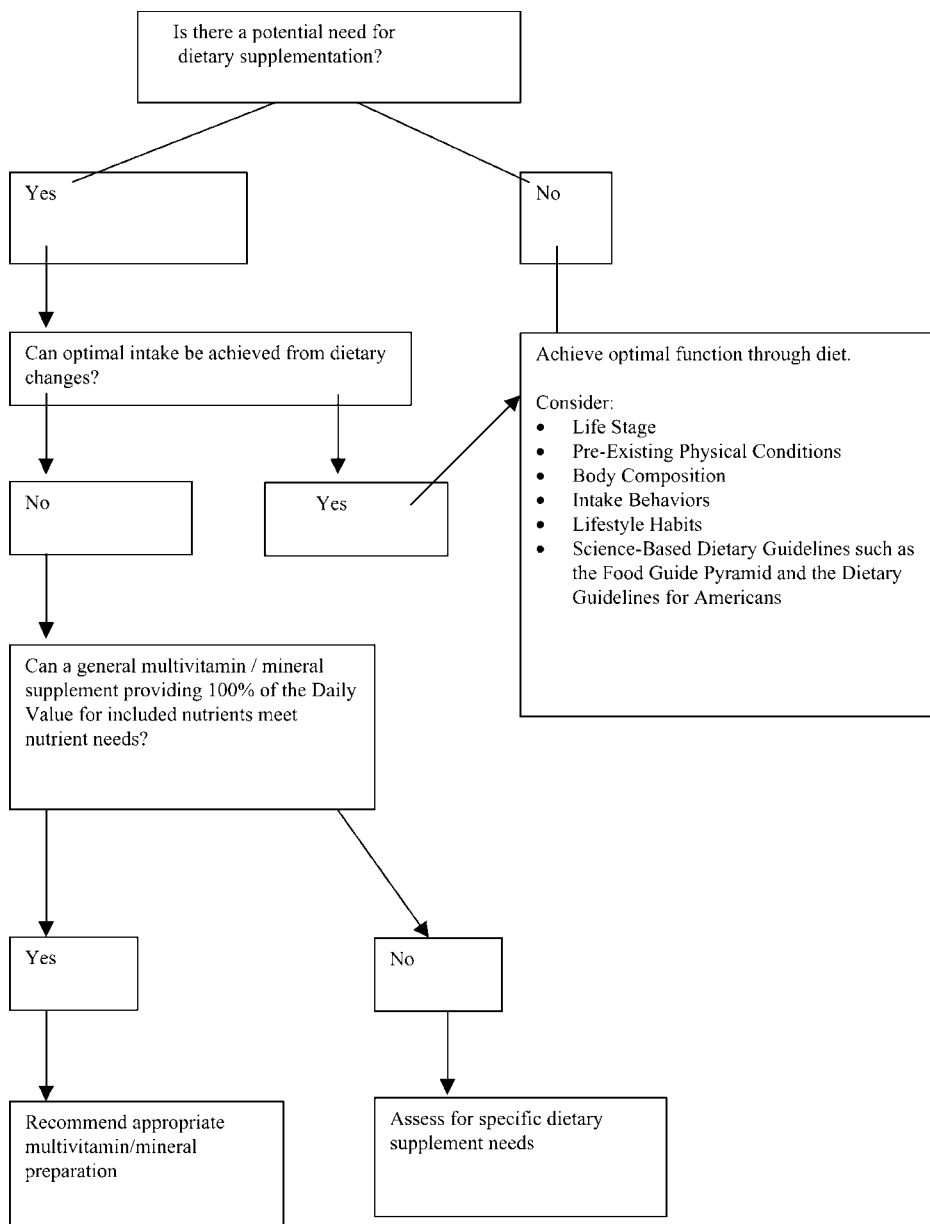 Is there a potential need for
dietary supplementation?
Yes
No
Can optimal intake be achieved from dietary
changes?
Achieve optimal function through diet.
Consider:
• Life Stage
• Pre-Existing Physical Conditions
• Body Composition
• Intake Behaviors
• Lifestyle Habits
• Science-Based Dietary Guidelines such as
the Food Guide Pyramid and the Dietary
Guidelines for Americans
No
Yes
Can a general multivitamin / mineral
supplement providing 100% of the Daily
Value for included nutrients meet
nutrient needs?
Yes
No
Recommend appropriate
multivitamin/mineral
preparation
Assess for specific dietary
supplement needs